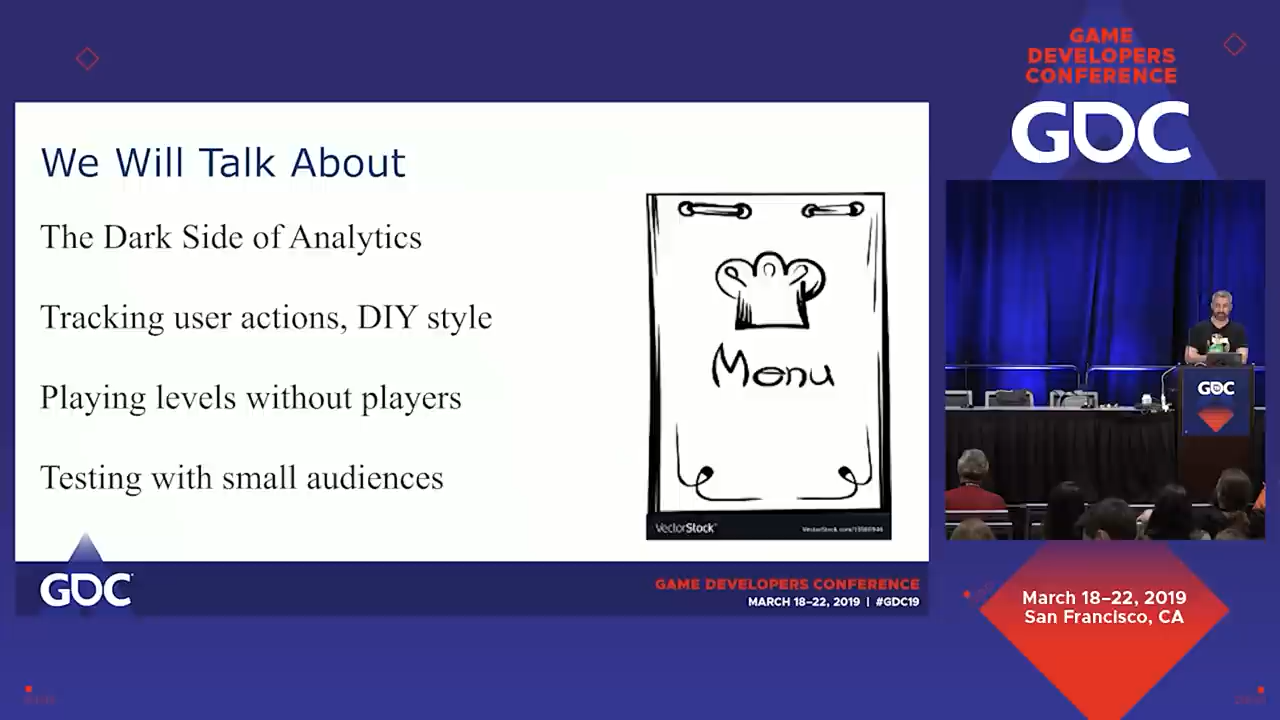 GAME
DEVELOPERS
CONFERENCE
GDC
We Will Talk About
The Dark Side of Analytics
Tracking user actions, DIY style
Playing levels without players
Testing with small audiences
Menu
VectorStock
GDC
GDC
GAME DEVELOPERS CONFERENCE
MARCH 18–22, 2019 | #GDC19
March 18–22, 2019
San Francisco, CA